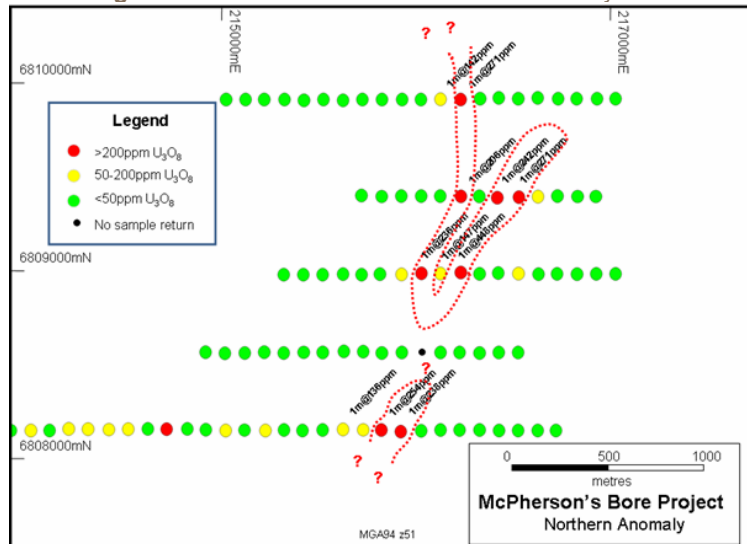 215000mE
217000mE
?
?
6810000mN
1m@142ppm
1m@271ppm
Legend
>200ppm U₃O₈
50-200ppm U₃O₈
<50ppm U₃O₈
No sample return
1m@206ppm
1m@242ppm
1m@271ppm
1m@236ppm
1m@147ppm
1m@448ppm
6809000mN
?
1m@136ppm
1m@254ppm
1m@238ppm
6808000mN
?
?
0
500
1000
metres
McPherson's Bore Project
Northern Anomaly
MGA94 z51